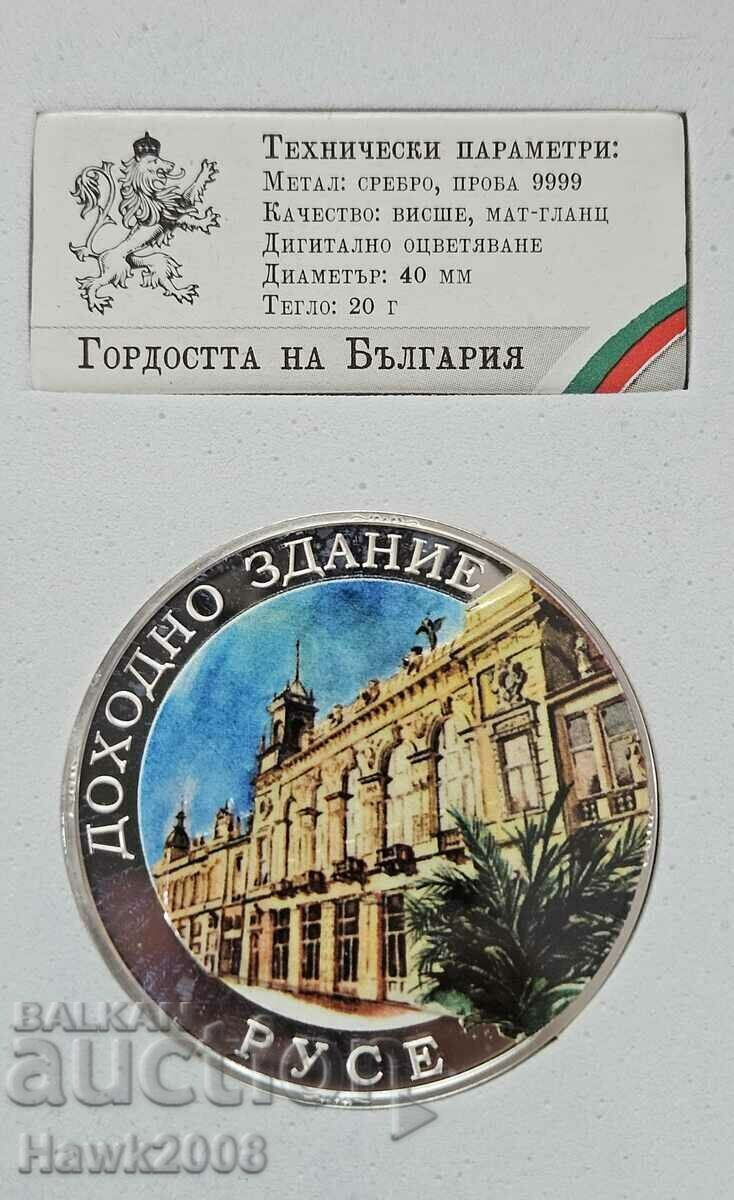 Технически параметри:
Метал: сребро, проба 9999
Качество: висше, мат-гланц
Дигитално оцветяване
Диаметър: 40 мм
Тегло: 20 г
Гордостта на България
ДОХОДНО ЗДАНИЕ
РУСЕ
BALKAN
auction
Hawk2008